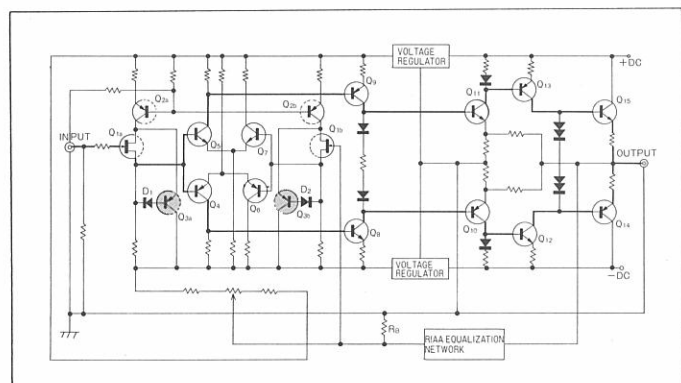 VOLTAGE
REGULATOR
+DC
Q9
Q2a
Q2b
Q13
Q11
Q15
INPUT
Q1a
Q5
Q7
Q1b
OUTPUT
D1
Q3a
Q4
Q6
Q3b
D2
Q10
Q14
Q8
Q12
VOLTAGE
REGULATOR
−DC
RB
RIAA EQUALIZATION
NETWORK